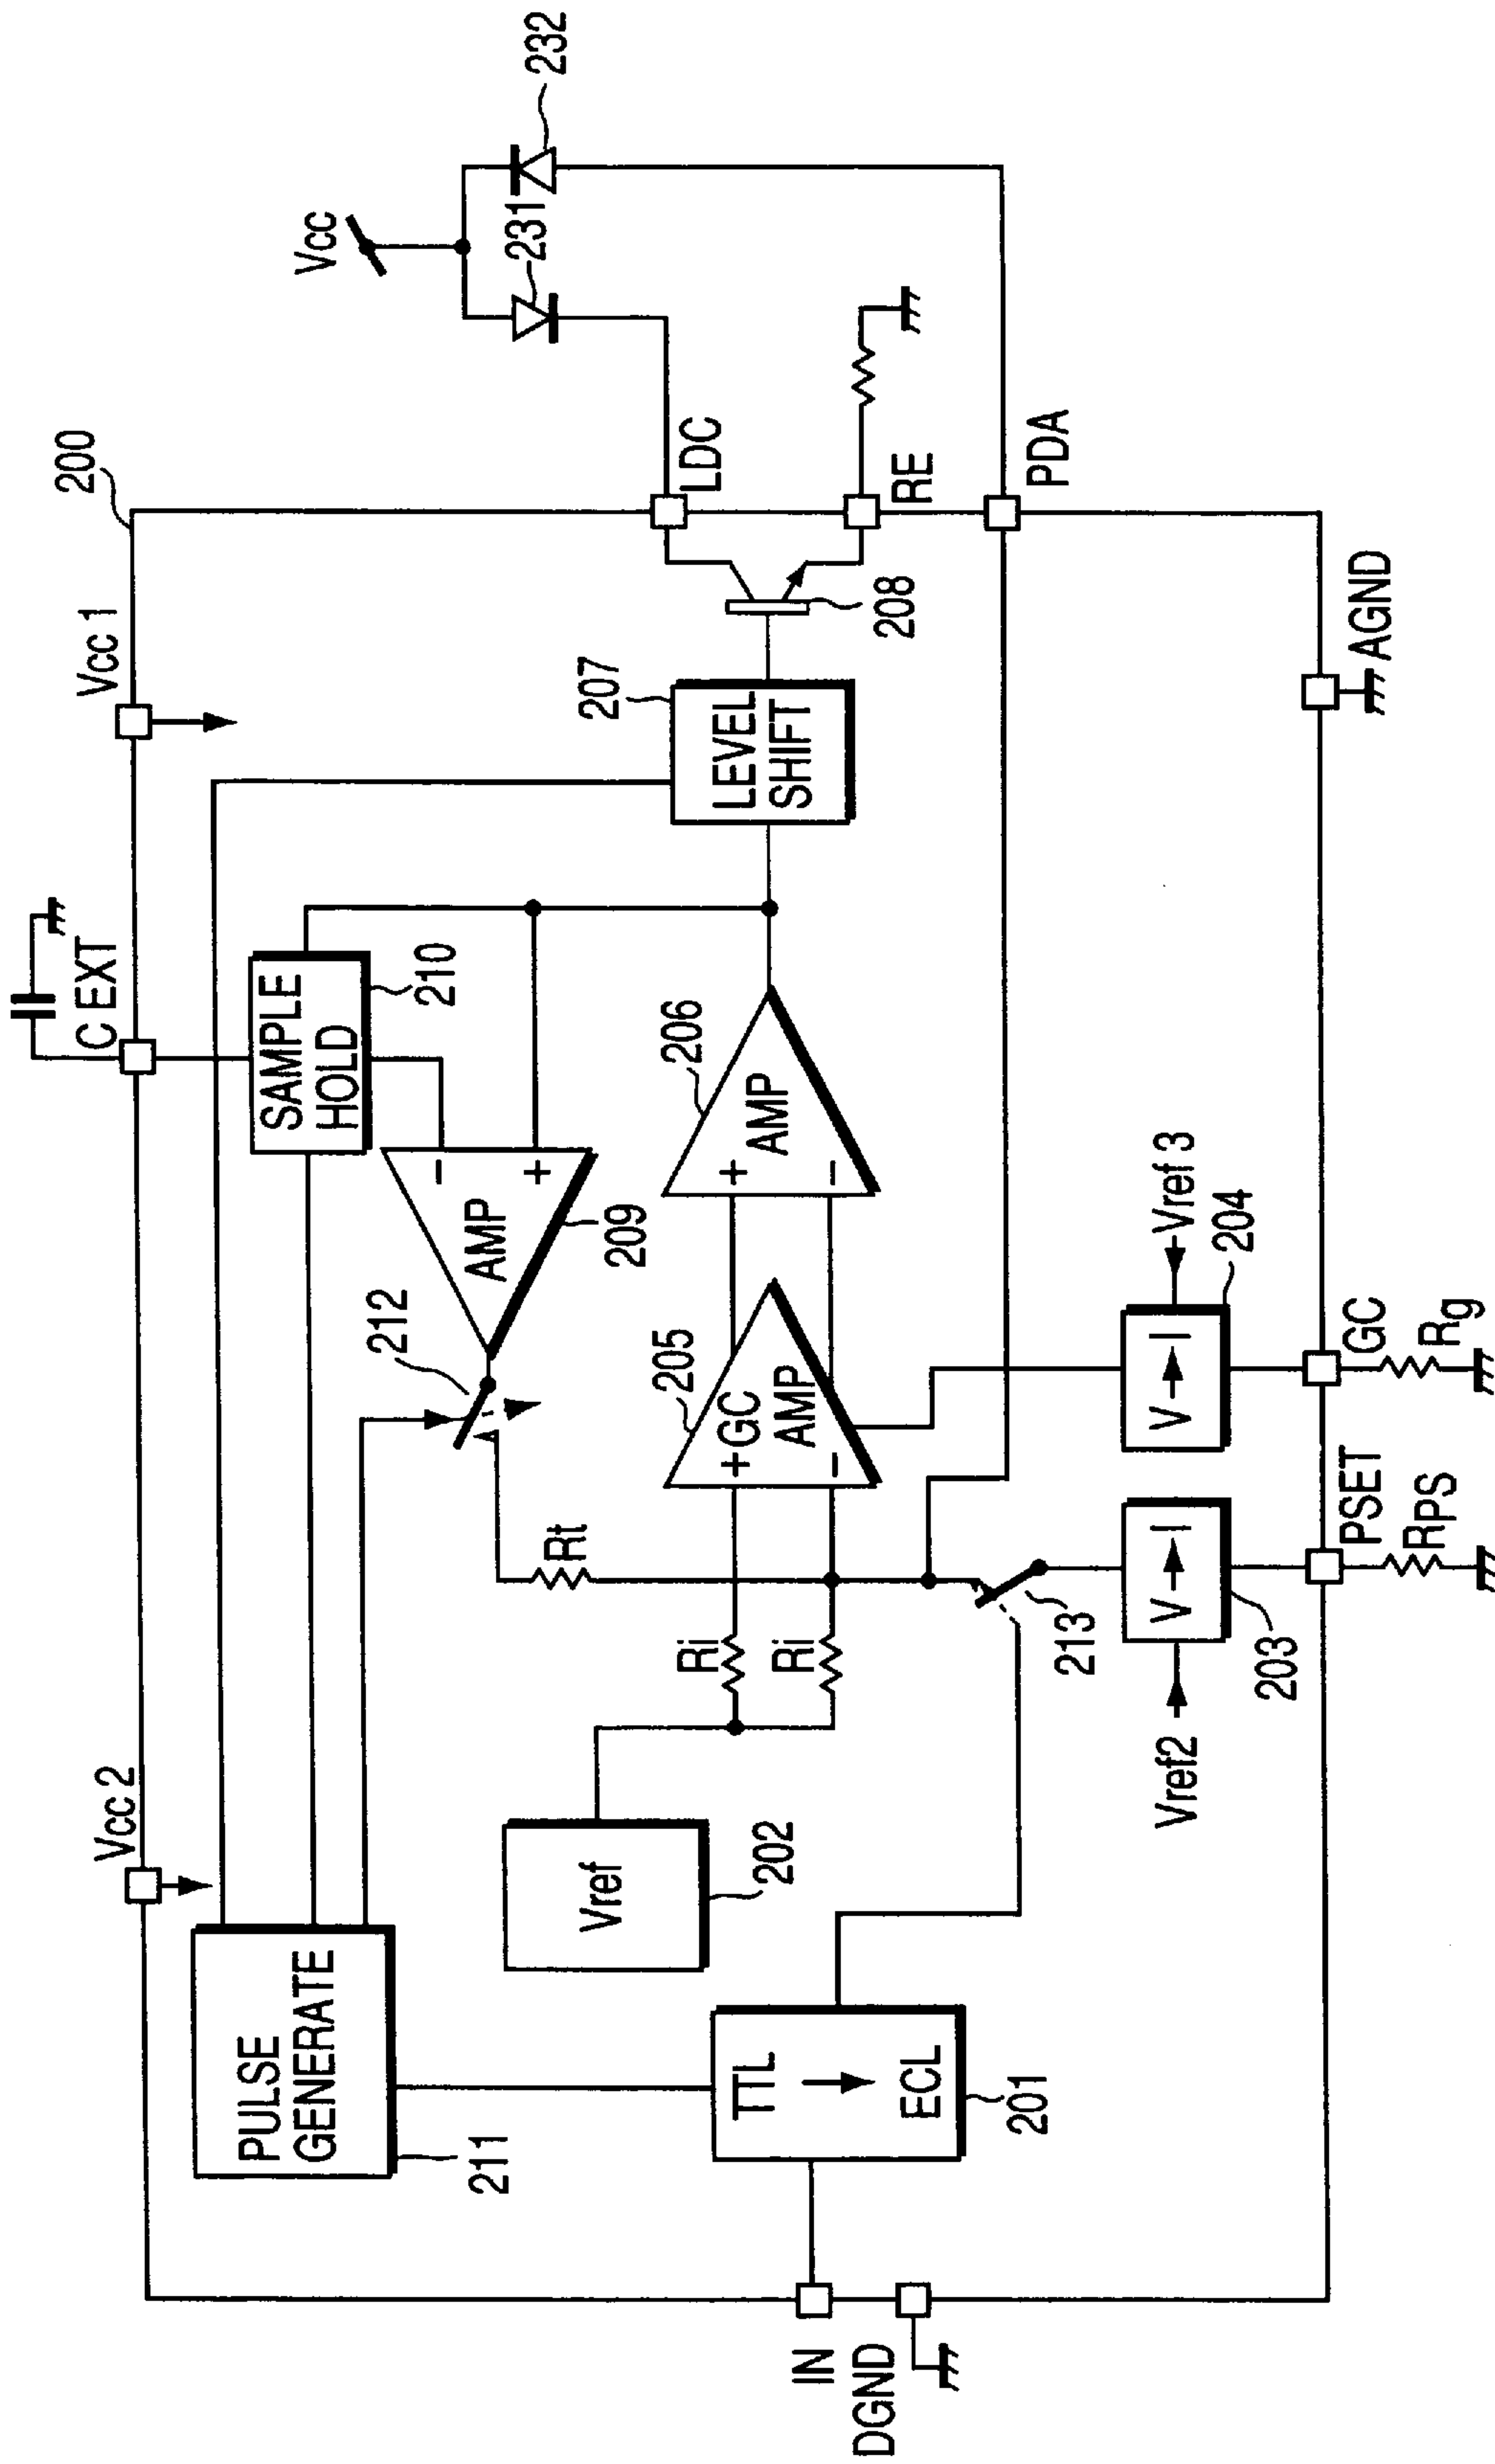 200
Vcc 2
C EXT
Vcc 1
Vcc
232
231
PULSE
GENERATE
211
SAMPLE
HOLD
210
212
AMP
-
+
209
LDC
Vref
202
Rt
Ri
Ri
205
+GC
AMP
-
206
+
AMP
-
207
LEVEL
SHIFT
208
RE
IN
DGND
TTL
ECL
201
213
PDA
Vref2
V I
203
V I
204
Vref 3
PSET
RPS
GC
Rg
AGND